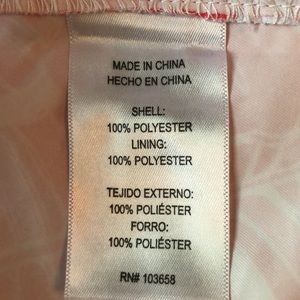 MADE IN CHINA
HECHO EN CHINA
SHELL:
100% POLYESTER
LINING:
100% POLYESTER
TEJIDO EXTERNO:
100% POLIÉSTER
FORRO:
100% POLIÉSTER
RN# 103658